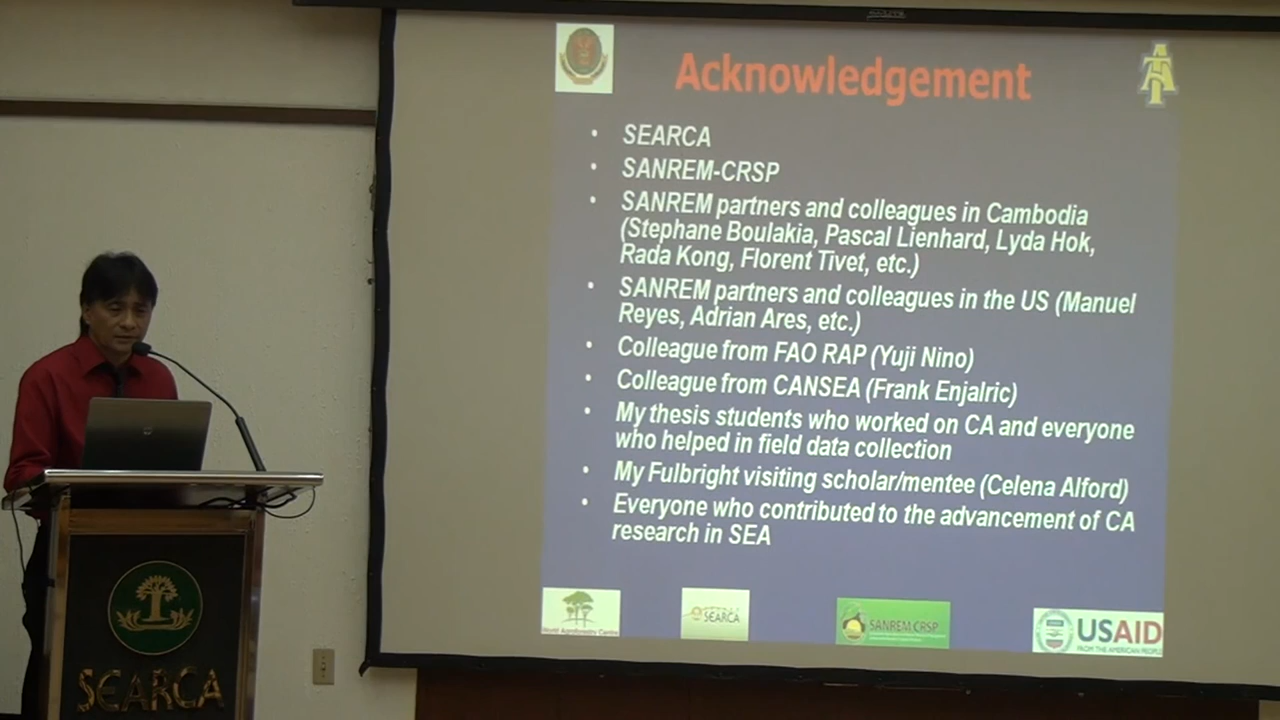 Acknowledgement
• SEARCA
• SANREM-CRSP
• SANREM partners and colleagues in Cambodia
(Stephane Boulakia, Pascal Lienhard, Lyda Hok,
Rada Kong, Florent Tivet, etc.)
• SANREM partners and colleagues in the US (Manuel
Reyes, Adrian Ares, etc.)
• Colleague from FAO RAP (Yuji Nino)
• Colleague from CANSEA (Frank Enjalric)
• My thesis students who worked on CA and everyone
who helped in field data collection
• My Fulbright visiting scholar/mentee (Celena Alford)
• Everyone who contributed to the advancement of CA
research in SEA
World Agroforestry Centre
SEARCA
SANREM CRSP
USAID
FROM THE AMERICAN PEOPLE
SEARCA